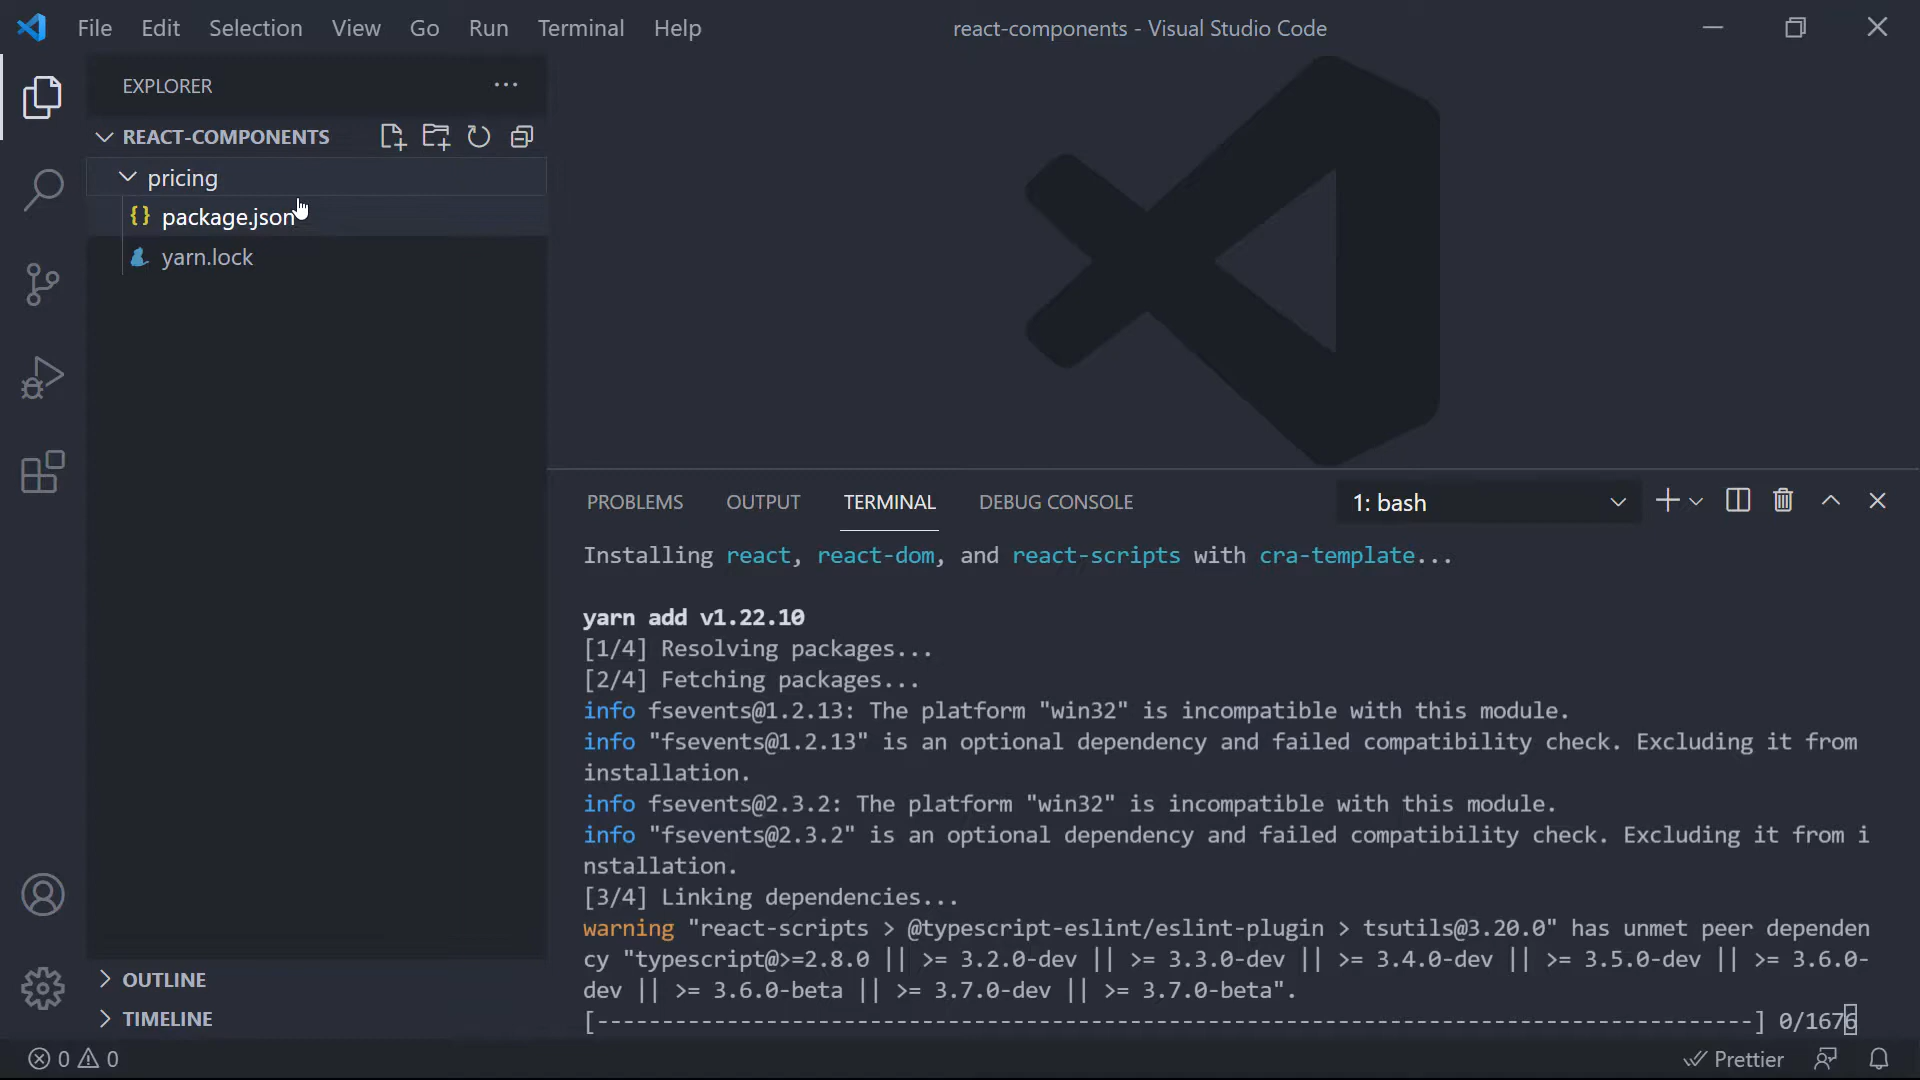 File Edit Selection View Go Run Terminal Help
react-components - Visual Studio Code
EXPLORER
REACT-COMPONENTS
pricing
{} package.json
yarn.lock
OUTLINE
TIMELINE
PROBLEMS OUTPUT TERMINAL DEBUG CONSOLE
1: bash
Installing react, react-dom, and react-scripts with cra-template...
yarn add v1.22.10
[1/4] Resolving packages...
[2/4] Fetching packages...
info fsevents@1.2.13: The platform "win32" is incompatible with this module.
info "fsevents@1.2.13" is an optional dependency and failed compatibility check. Excluding it from
installation.
info fsevents@2.3.2: The platform "win32" is incompatible with this module.
info "fsevents@2.3.2" is an optional dependency and failed compatibility check. Excluding it from i
nstallation.
[3/4] Linking dependencies...
warning "react-scripts > @typescript-eslint/eslint-plugin > tsutils@3.20.0" has unmet peer dependen
cy "typescript@>=2.8.0 || >= 3.2.0-dev || >= 3.3.0-dev || >= 3.4.0-dev || >= 3.5.0-dev || >= 3.6.0-
dev || >= 3.6.0-beta || >= 3.7.0-dev || >= 3.7.0-beta".
[-----------------------------------------------------------------------------------------] 0/1676
0 0
Prettier